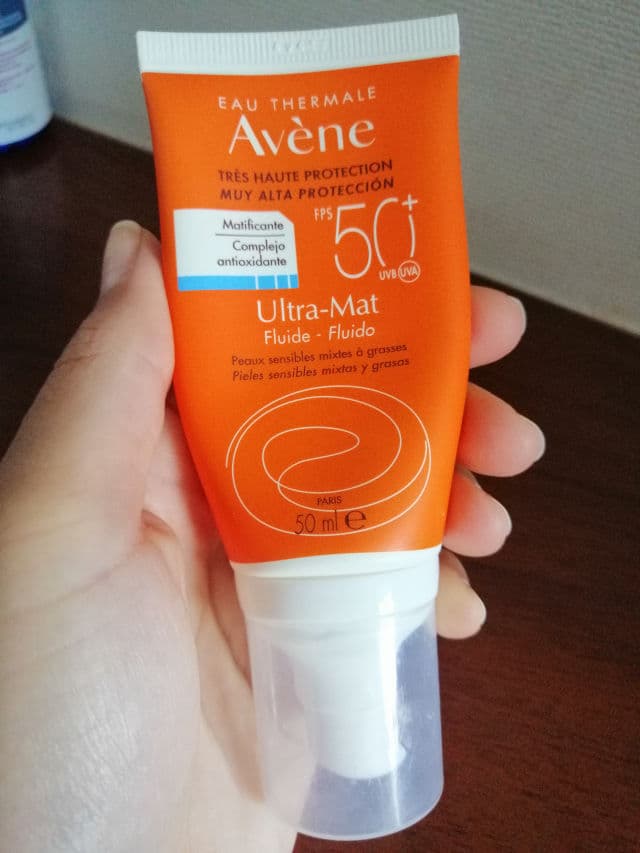 EAU THERMALE
Avène
TRÈS HAUTE PROTECTION
MUY ALTA PROTECCIÓN
Matificante
Complejo
antioxidante
FPS 50+
UVB UVA
Ultra-Mat
Fluide - Fluido
Peaux sensibles mixtes à grasses
Pieles sensibles mixtas y grasas
PARIS
50 ml e